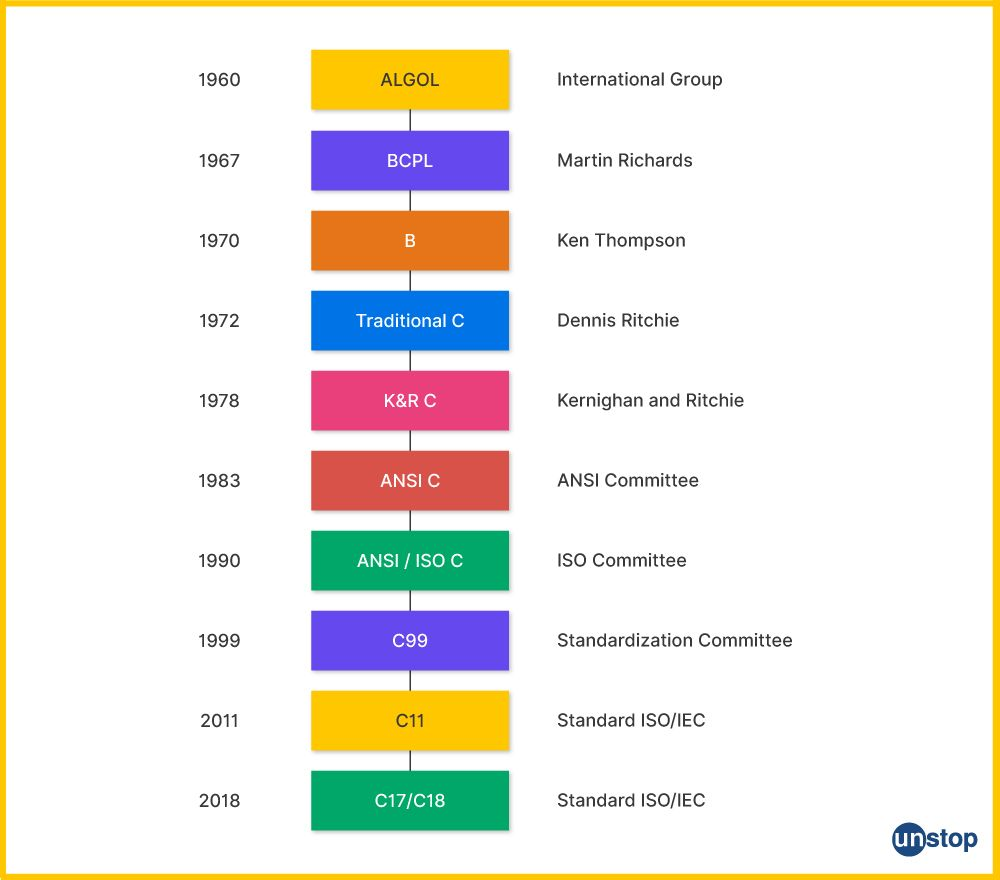 1960 ALGOL International Group
1967 BCPL Martin Richards
1970 B Ken Thompson
1972 Traditional C Dennis Ritchie
1978 K&R C Kernighan and Ritchie
1983 ANSI C ANSI Committee
1990 ANSI / ISO C ISO Committee
1999 C99 Standardization Committee
2011 C11 Standard ISO/IEC
2018 C17/C18 Standard ISO/IEC
unstop